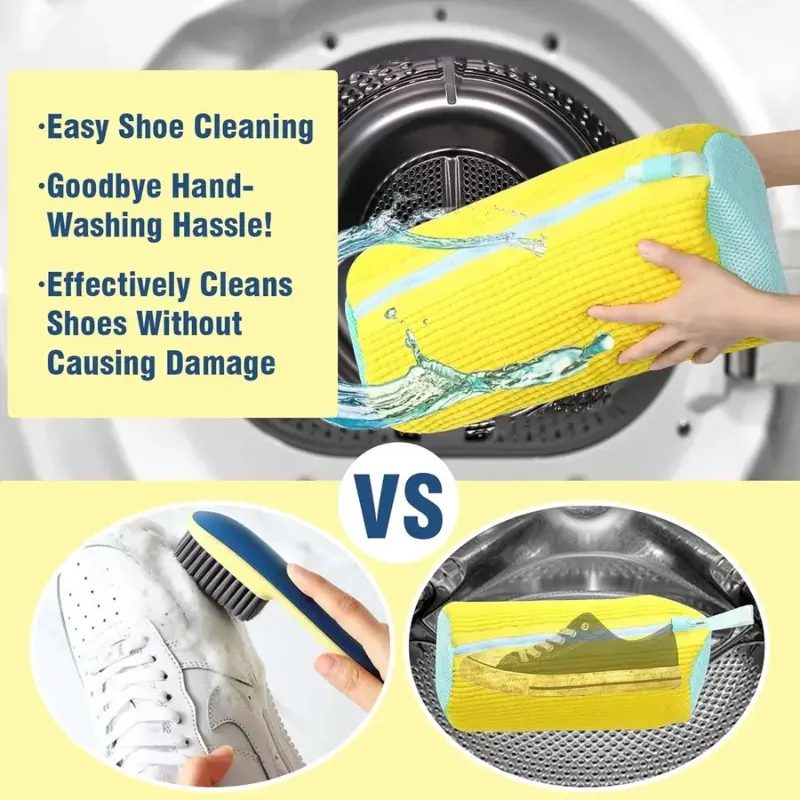 ·Easy Shoe Cleaning
·Goodbye Hand-
Washing Hassle!
·Effectively Cleans
Shoes Without
Causing Damage
VS